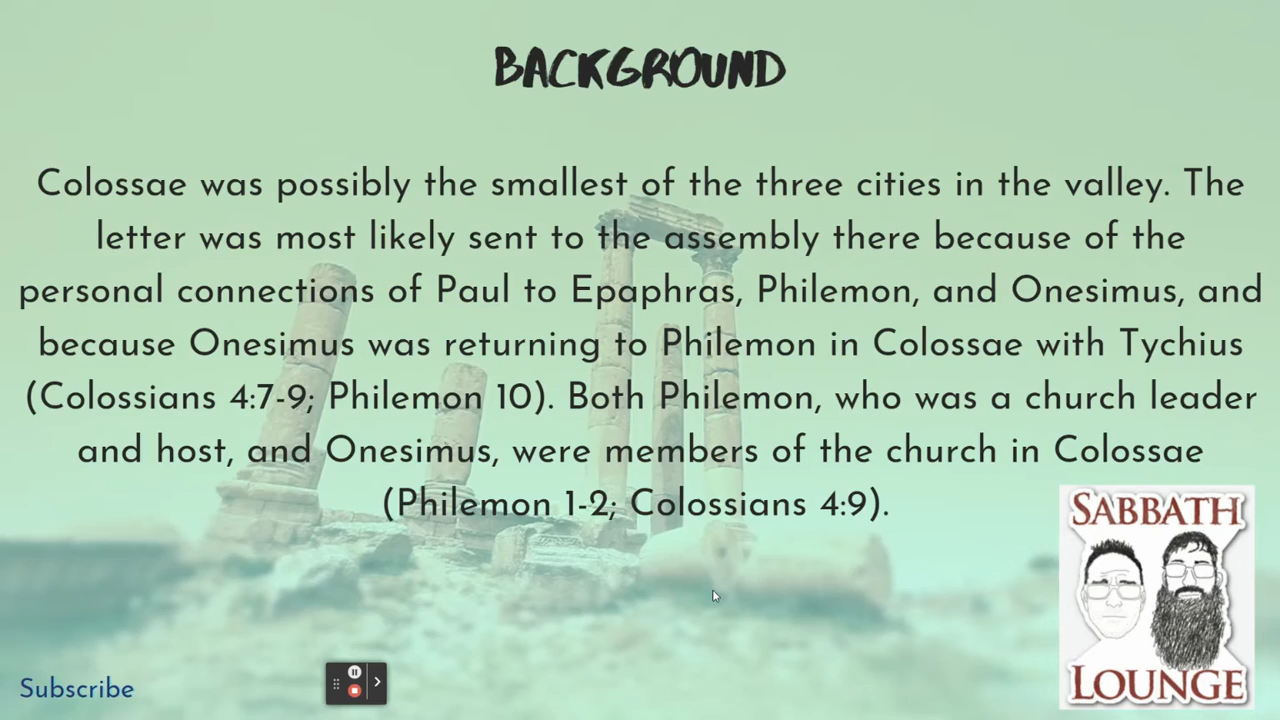 BACKGROUND
Colossae was possibly the smallest of the three cities in the valley. The
letter was most likely sent to the assembly there because of the
personal connections of Paul to Epaphras, Philemon, and Onesimus, and
because Onesimus was returning to Philemon in Colossae with Tychius
(Colossians 4:7-9; Philemon 10). Both Philemon, who was a church leader
and host, and Onesimus, were members of the church in Colossae
(Philemon 1-2; Colossians 4:9).
SABBATH
LOUNGE
Subscribe